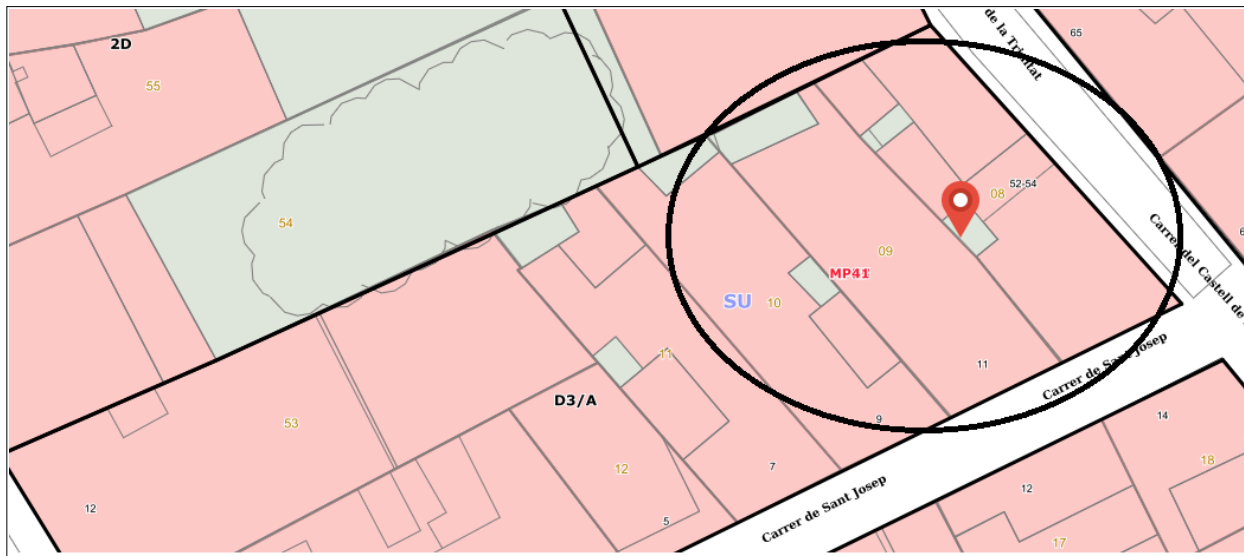 de la Trinitat
65
2D
55
52-54
08
54
Carrer del Castell de
6
09
MP41
SU
10
11
11
Carrer de Sant Josep
D3/A
53
9
14
12
7
18
12
12
Carrer de Sant Josep
5
17